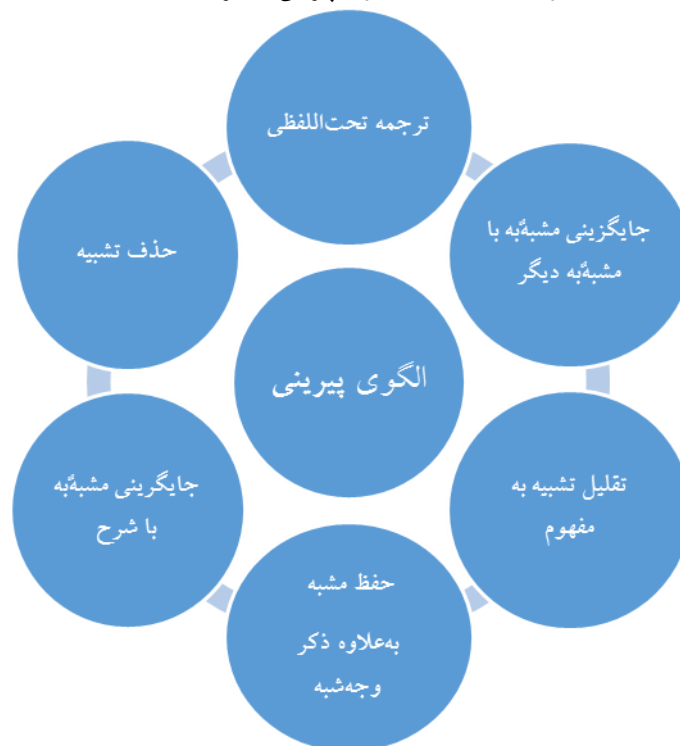 ترجمه تحت‌اللفظی
جایگزینی مشبهٌ‌به با
مشبهٌ‌به دیگر
تقلیل تشبیه به
مفهوم
حفظ مشبه
به‌علاوه ذکر
وجه‌شبه
جایگرینی مشبهٌ‌به
با شرح
حذف تشبیه
الگوی پیرینی